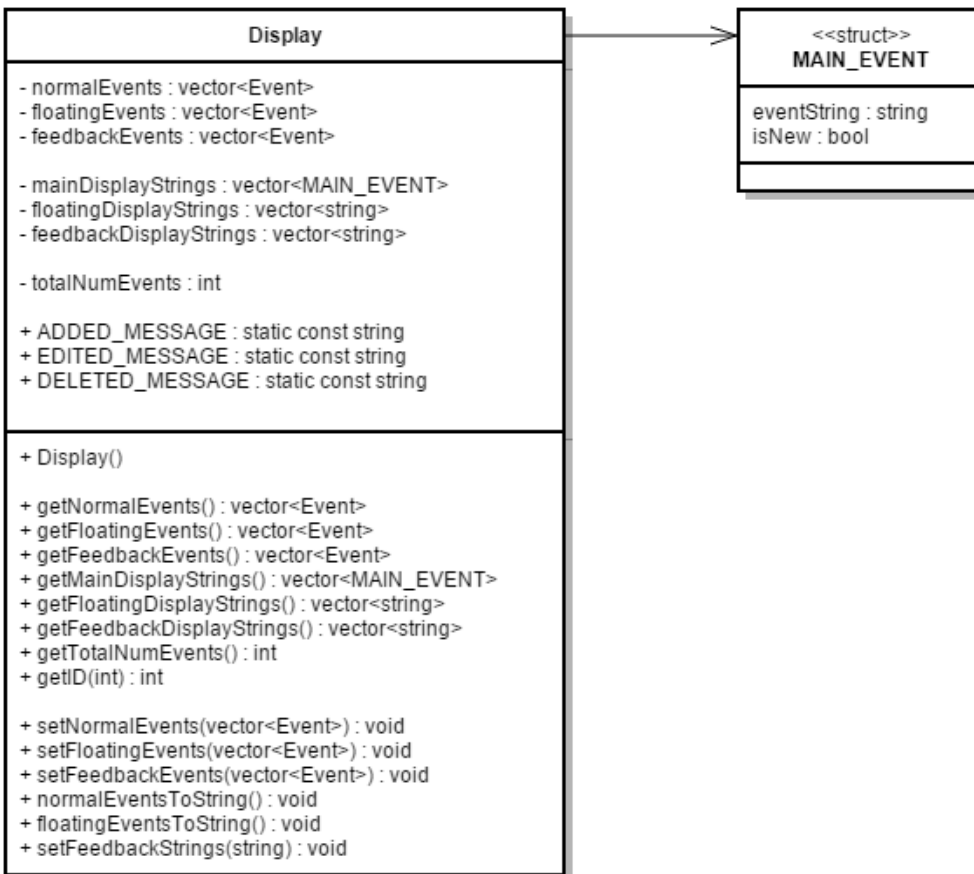 Display
- normalEvents : vector<Event>
- floatingEvents : vector<Event>
- feedbackEvents : vector<Event>
- mainDisplayStrings : vector<MAIN_EVENT>
- floatingDisplayStrings : vector<string>
- feedbackDisplayStrings : vector<string>
- totalNumEvents : int
+ ADDED_MESSAGE : static const string
+ EDITED_MESSAGE : static const string
+ DELETED_MESSAGE : static const string
+ Display()
+ getNormalEvents() : vector<Event>
+ getFloatingEvents() : vector<Event>
+ getFeedbackEvents() : vector<Event>
+ getMainDisplayStrings() : vector<MAIN_EVENT>
+ getFloatingDisplayStrings() : vector<string>
+ getFeedbackDisplayStrings() : vector<string>
+ getTotalNumEvents() : int
+ getID(int) : int
+ setNormalEvents(vector<Event>) : void
+ setFloatingEvents(vector<Event>) : void
+ setFeedbackEvents(vector<Event>) : void
+ normalEventsToString() : void
+ floatingEventsToString() : void
+ setFeedbackStrings(string) : void
<<struct>>
MAIN_EVENT
eventString : string
isNew : bool